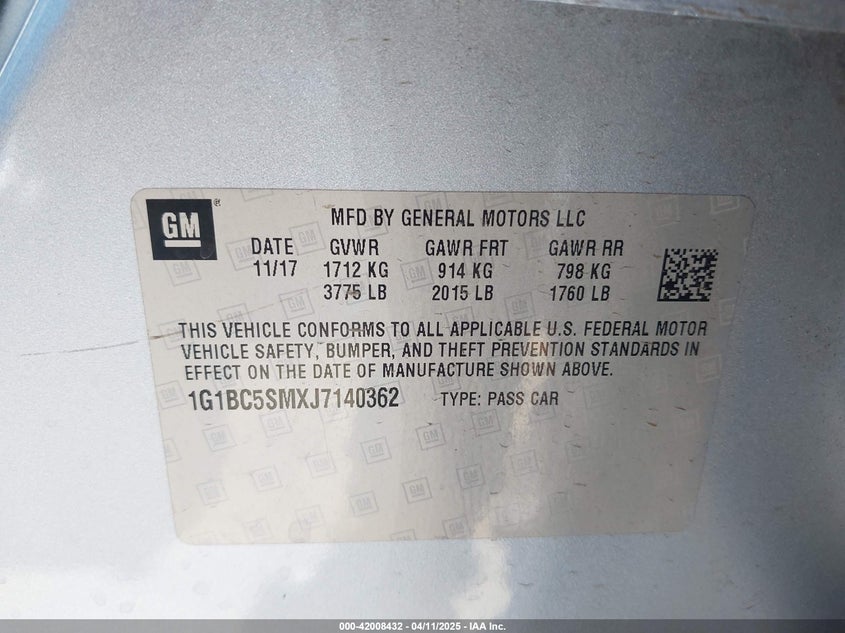 GM ®
MFD BY GENERAL MOTORS LLC
DATE GVWR GAWR FRT GAWR RR
11/17 1712 KG 914 KG 798 KG
3775 LB 2015 LB 1760 LB
THIS VEHICLE CONFORMS TO ALL APPLICABLE U.S. FEDERAL MOTOR
VEHICLE SAFETY, BUMPER, AND THEFT PREVENTION STANDARDS IN
EFFECT ON THE DATE OF MANUFACTURE SHOWN ABOVE.
1G1BC5SMXJ7140362 TYPE: PASS CAR
000-42008432 - 04/11/2025 - IAA Inc.